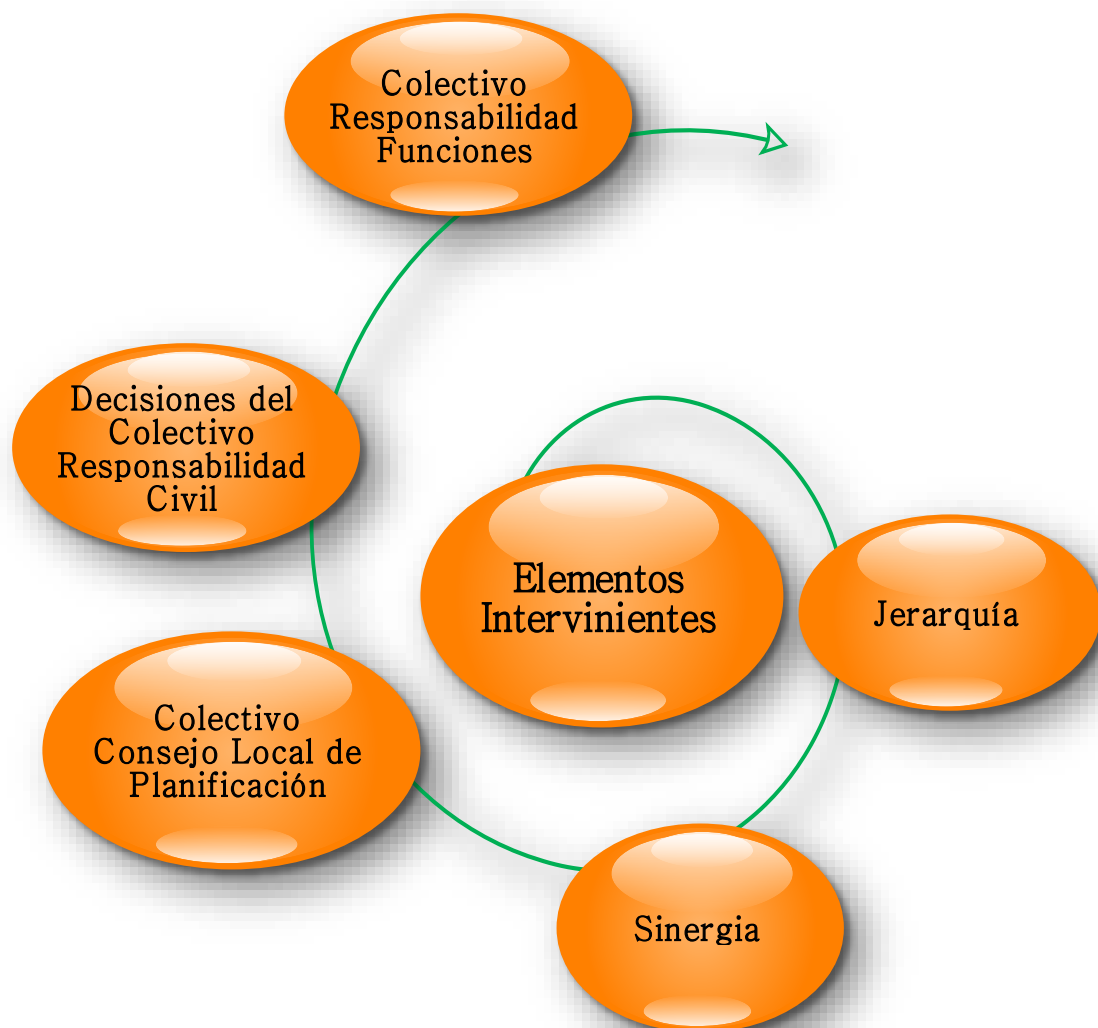 Colectivo
Responsabilidad
Funciones
Decisiones del
Colectivo
Responsabilidad
Civil
Elementos
Intervinientes
Jerarquía
Colectivo
Consejo Local de
Planificación
Sinergia